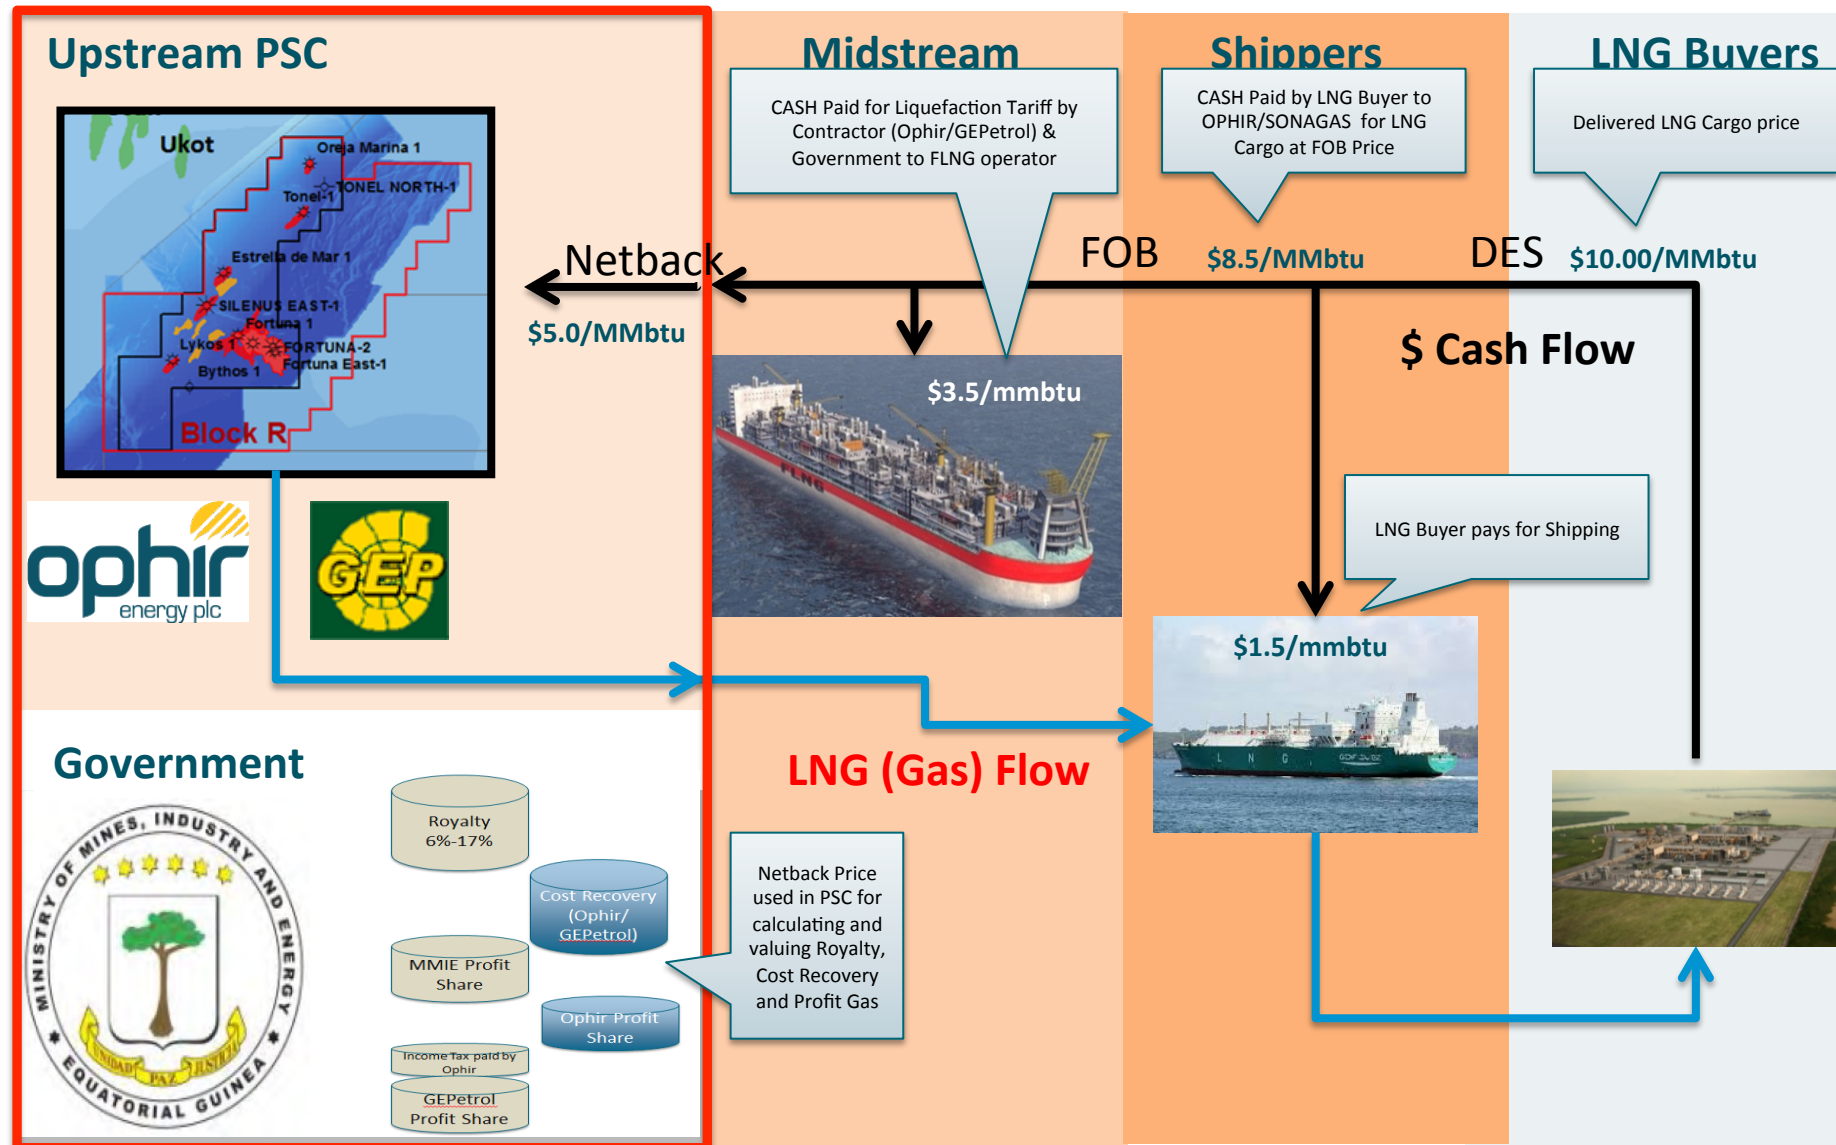 Upstream PSC
Midstream
Shippers
LNG Buyers
CASH Paid for Liquefaction Tariff by
Contractor (Ophir/GEPetrol) &
Government to FLNG operator
CASH Paid by LNG Buyer to
OPHIR/SONAGAS for LNG
Cargo at FOB Price
Delivered LNG Cargo price
Ukot
Oreja Marina 1
TONEL NORTH-1
Tonel-1
Estrella de Mar 1
SILENUS EAST-1
Fortuna 1
Lykos 1
FORTUNA-2
Fortuna East-1
Bythos 1
Block R
Netback
$5.0/MMbtu
FOB
$8.5/MMbtu
DES
$10.00/MMbtu
$ Cash Flow
$3.5/mmbtu
FLNG
LNG Buyer pays for Shipping
ophir
energy plc
GEP
$1.5/mmbtu
L N G
LNG (Gas) Flow
Government
MINISTRY OF MINES, INDUSTRY AND ENERGY
UNIDAD PAZ JUSTICIA
EQUATORIAL GUINEA
Royalty
6%-17%
Cost Recovery
(Ophir/
GEPetrol)
MMIE Profit
Share
Ophir Profit
Share
Income Tax paid by
Ophir
GEPetrol
Profit Share
Netback Price
used in PSC for
calculating and
valuing Royalty,
Cost Recovery
and Profit Gas